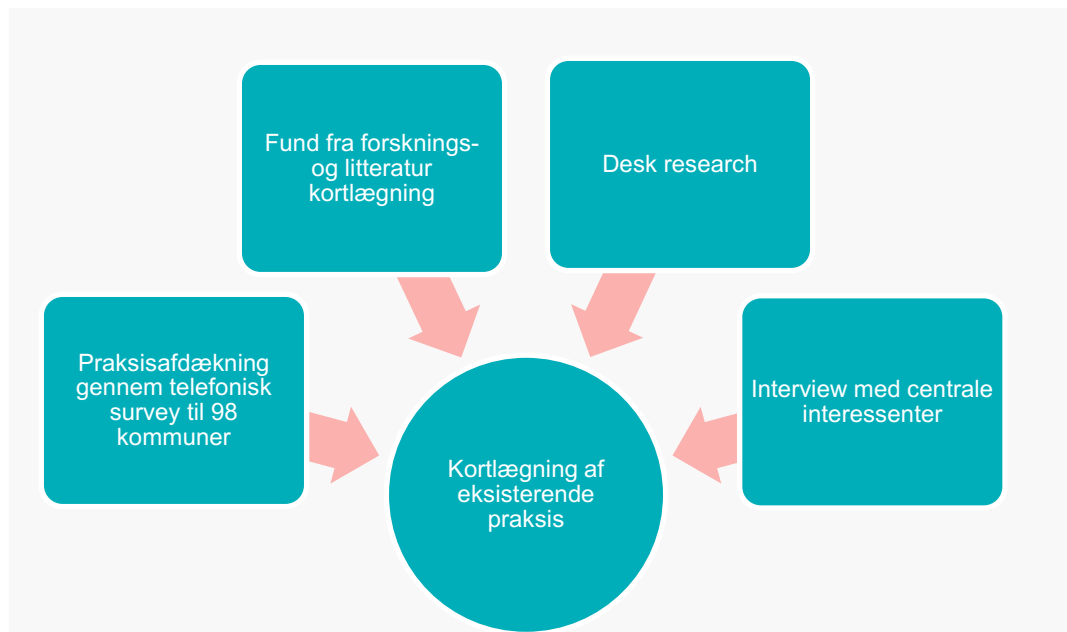 Fund fra forsknings-
og litteratur
kortlægning
Desk research
Praksisafdækning
gennem telefonisk
survey til 98
kommuner
Interview med centrale
interessenter
Kortlægning af
eksisterende
praksis